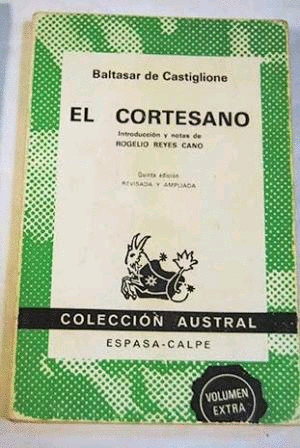 Baltasar de Castiglione
EL CORTESANO
Introducción y notas de
ROGELIO REYES CANO
Quinta edición
REVISADA Y AMPLIADA
COLECCIÓN AUSTRAL
ESPASA-CALPE
VOLUMEN
EXTRA